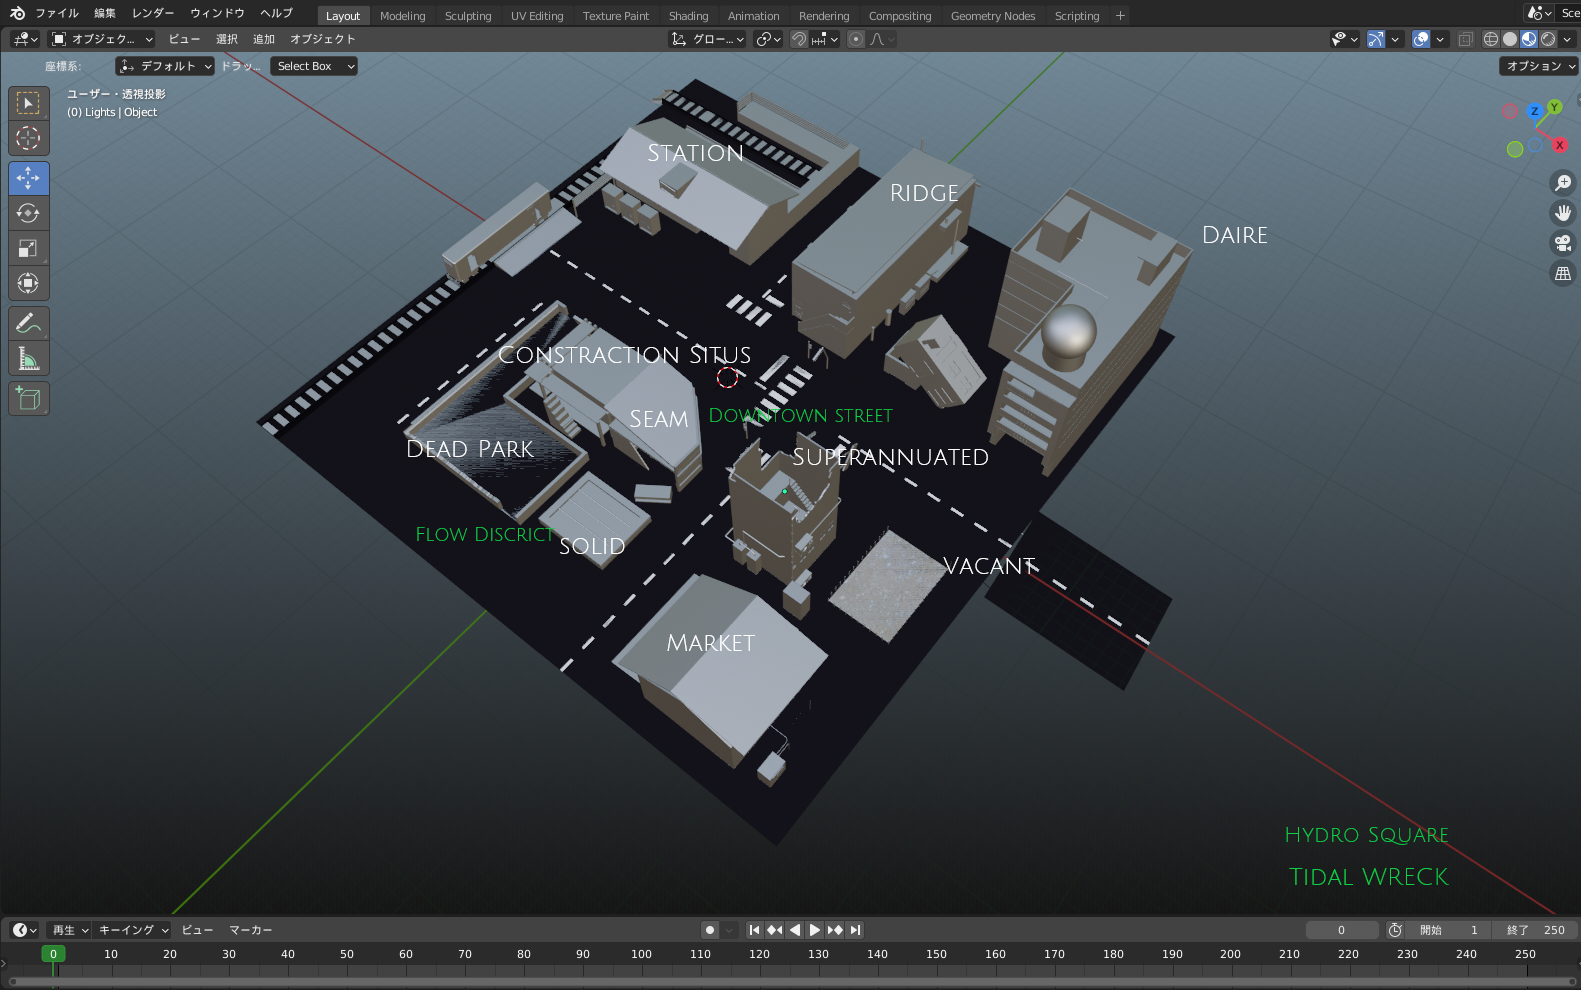 ファイル 編集 レンダー ウィンドウ ヘルプ Layout Modeling Sculpting UV Editing Texture Paint Shading Animation Rendering Compositing Geometry Nodes Scripting + Sce
オブジェク... ビュー 選択 追加 オブジェクト グロー...
座標系: デフォルト ドラッ... Select Box オプション
ユーザー・透視投影
(0) Lights | Object
Z Y X
Station
Ridge
Daire
Constraction Situs
Seam
Downtown street
Dead Park
Superannuated
Flow Discrict
Solid
Vacant
Market
Hydro Square
Tidal Wreck
再生 キーイング ビュー マーカー 0 開始 1 終了 250
0 10 20 30 40 50 60 70 80 90 100 110 120 130 140 150 160 170 180 190 200 210 220 230 240 250